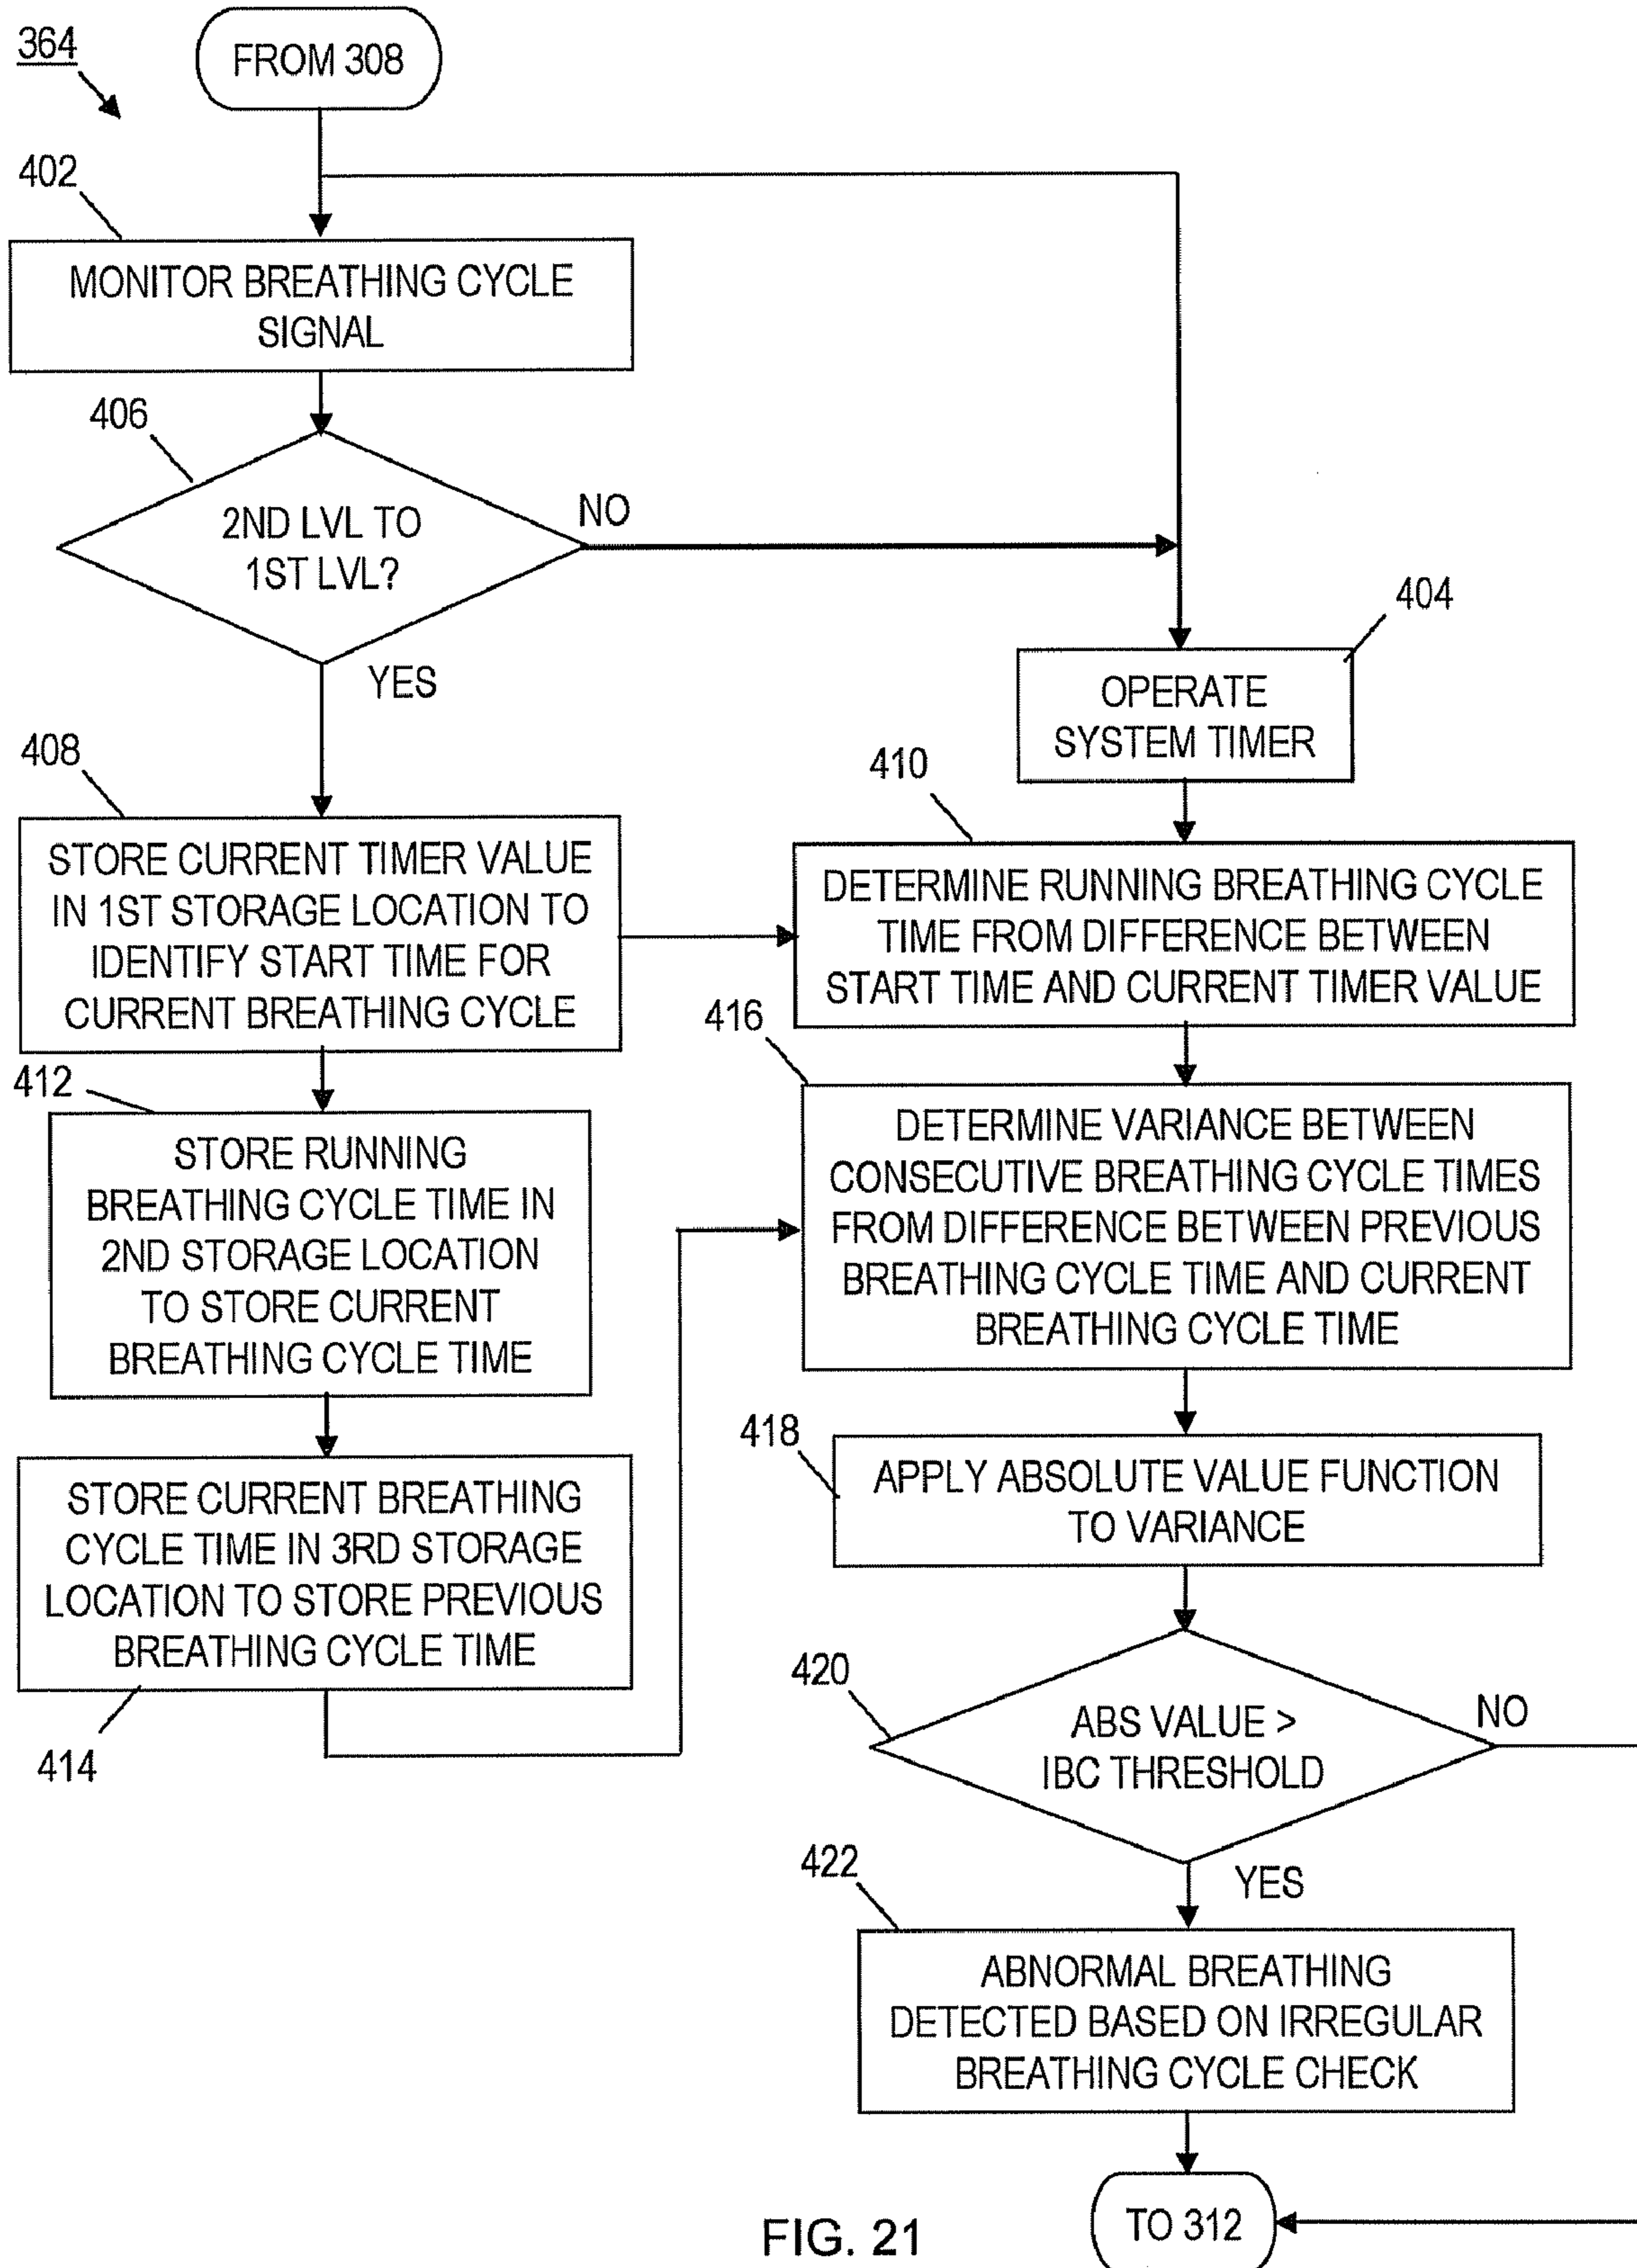 364
FROM 308
402
MONITOR BREATHING CYCLE
SIGNAL
406
2ND LVL TO
1ST LVL?
NO
YES
404
OPERATE
SYSTEM TIMER
408
STORE CURRENT TIMER VALUE
IN 1ST STORAGE LOCATION TO
IDENTIFY START TIME FOR
CURRENT BREATHING CYCLE
410
DETERMINE RUNNING BREATHING CYCLE
TIME FROM DIFFERENCE BETWEEN
START TIME AND CURRENT TIMER VALUE
412
STORE RUNNING
BREATHING CYCLE TIME IN
2ND STORAGE LOCATION
TO STORE CURRENT
BREATHING CYCLE TIME
416
DETERMINE VARIANCE BETWEEN
CONSECUTIVE BREATHING CYCLE TIMES
FROM DIFFERENCE BETWEEN PREVIOUS
BREATHING CYCLE TIME AND CURRENT
BREATHING CYCLE TIME
STORE CURRENT BREATHING
CYCLE TIME IN 3RD STORAGE
LOCATION TO STORE PREVIOUS
BREATHING CYCLE TIME
414
418
APPLY ABSOLUTE VALUE FUNCTION
TO VARIANCE
420
ABS VALUE >
IBC THRESHOLD
NO
YES
422
ABNORMAL BREATHING
DETECTED BASED ON IRREGULAR
BREATHING CYCLE CHECK
TO 312
FIG. 21